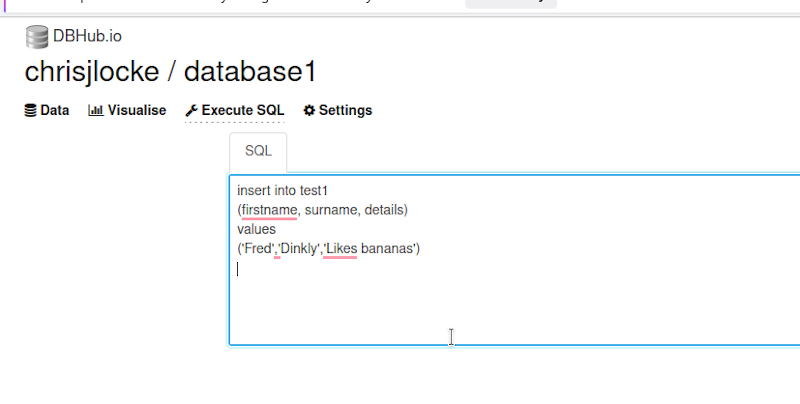 DBHub.io
chrisjlocke / database1
Data Visualise Execute SQL Settings
SQL
insert into test1
(firstname, surname, details)
values
('Fred','Dinkly','Likes bananas')